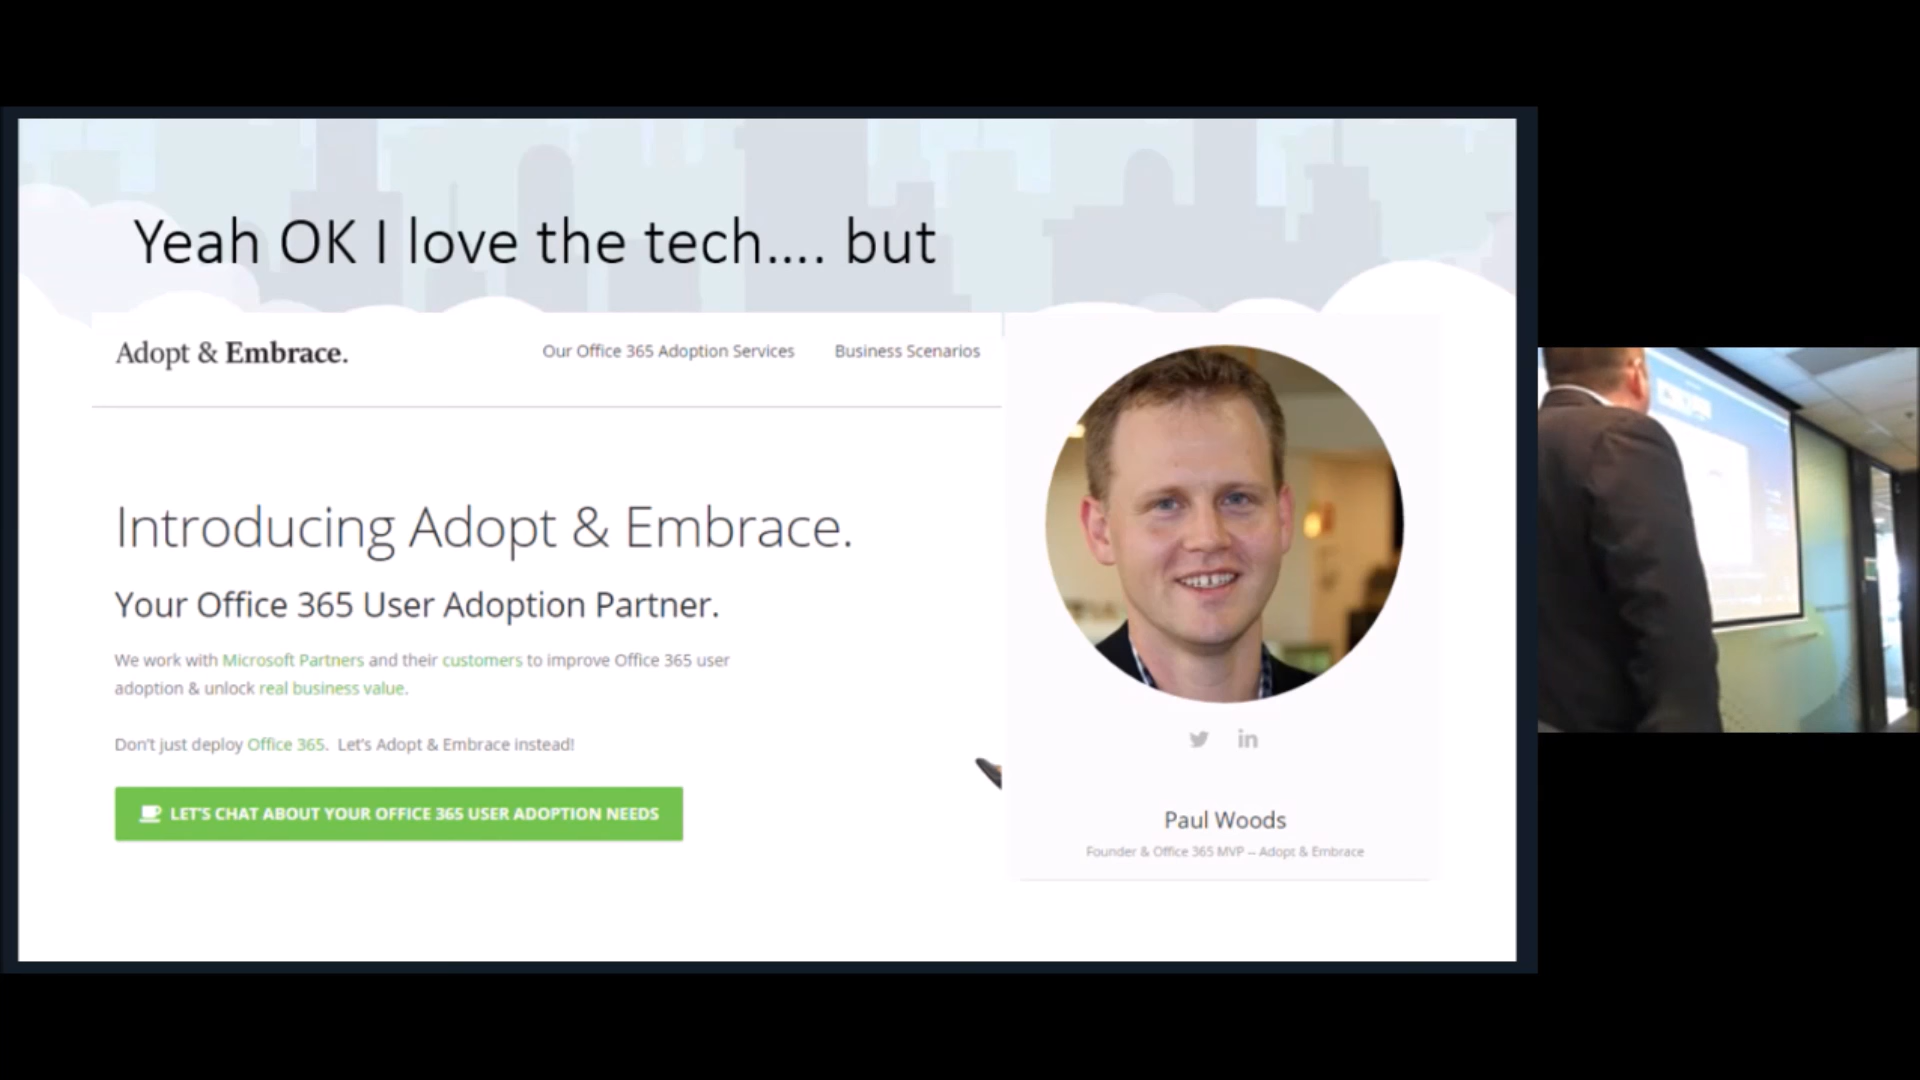 Yeah OK I love the tech.... but
Adopt & Embrace.
Our Office 365 Adoption Services
Business Scenarios
Introducing Adopt & Embrace.
Your Office 365 User Adoption Partner.
We work with Microsoft Partners and their customers to improve Office 365 user
adoption & unlock real business value.
Don't just deploy Office 365. Let's Adopt & Embrace instead!
LET'S CHAT ABOUT YOUR OFFICE 365 USER ADOPTION NEEDS
in
Paul Woods
Founder & Office 365 MVP – Adopt & Embrace